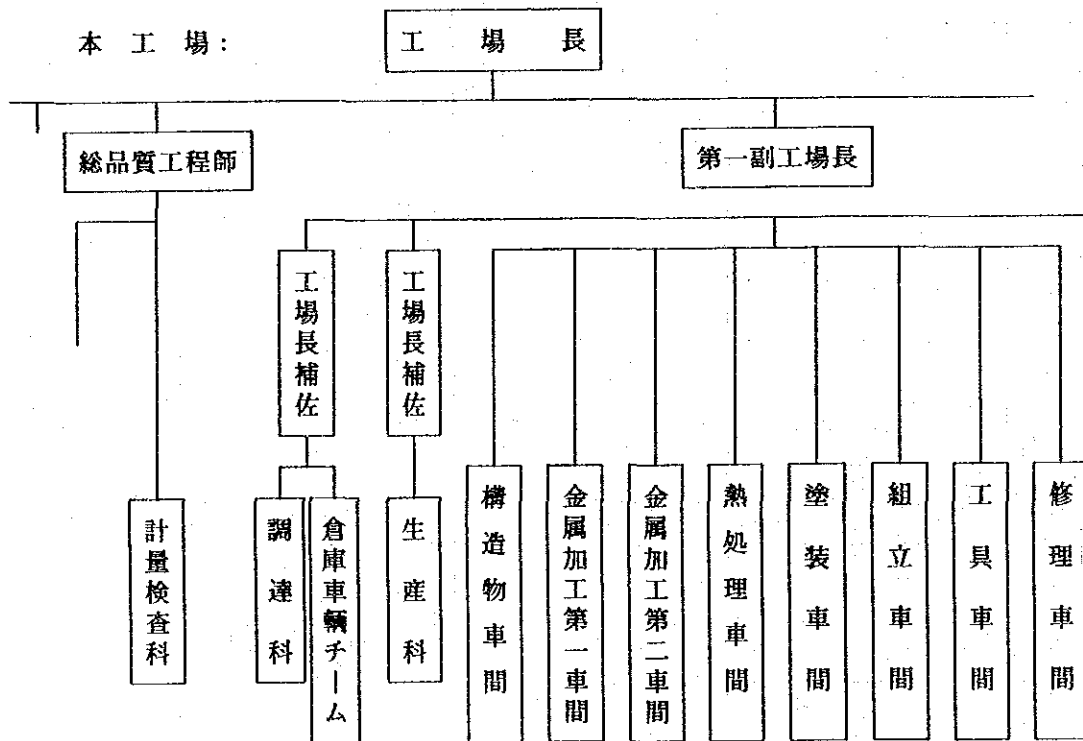 本工場：
工場長
総品質工程師
第一副工場長
工場長補佐
工場長補佐
計量検査科
調達科
倉庫車輌チーム
生産科
構造物車間
金属加工第一車間
金属加工第二車間
熱処理車間
塗装車間
組立車間
工具車間
修理車間